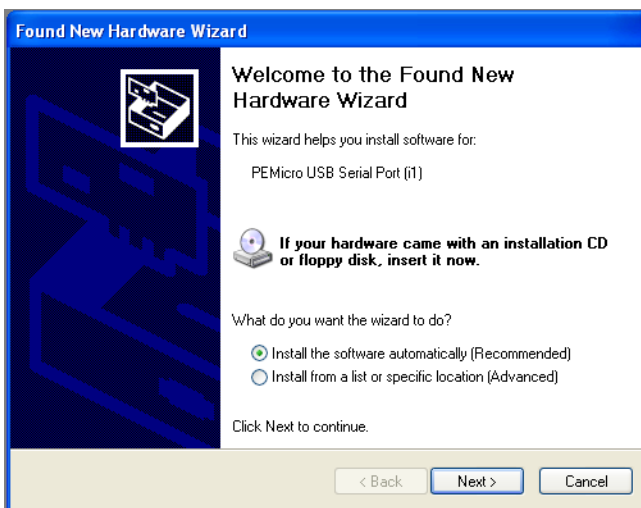 Found New Hardware Wizard
Welcome to the Found New
Hardware Wizard
This wizard helps you install software for:
PEMicro USB Serial Port (i1)
If your hardware came with an installation CD
or floppy disk, insert it now.
What do you want the wizard to do?
Install the software automatically (Recommended)
Install from a list or specific location (Advanced)
Click Next to continue.
< Back
Next >
Cancel